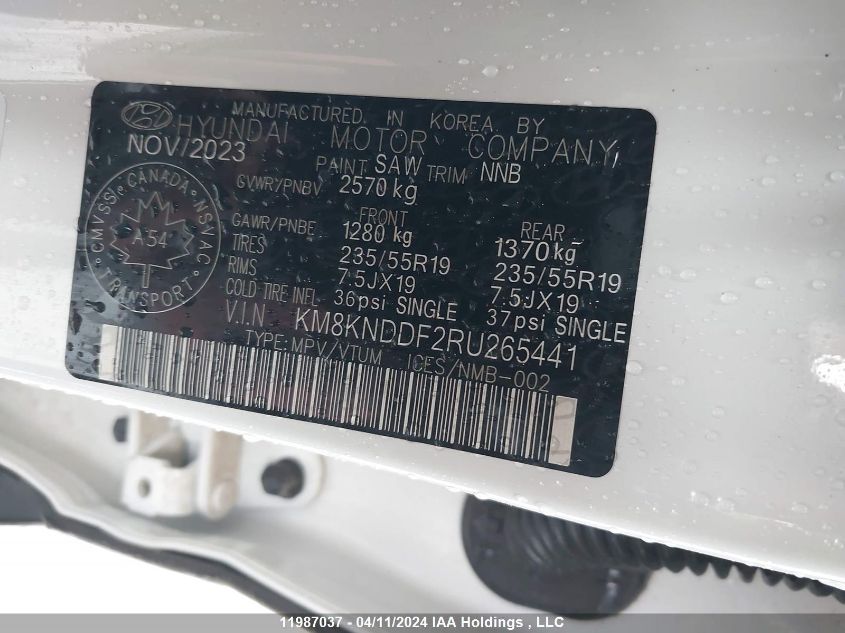 MANUFACTURED IN KOREA BY
HYUNDAI MOTOR COMPANY
NOV/2023 PAINT SAW TRIM NNB
GVWR/PNBV 2570 kg
FRONT REAR
GAWR/PNBE 1280 kg 1370 kg
TIRES 235/55R19 235/55R19
RIMS 7.5JX19 7.5JX19
COLD TIRE INFL 36psi SINGLE 37psi SINGLE
V.I.N. KM8KNDDF2RU265441
TYPE:MPV/VTUM ICES/NMB-002
CMVSS CANADA NSVAC
A54
TRANSPORT
11987037 - 04/11/2024 IAA Holdings , LLC